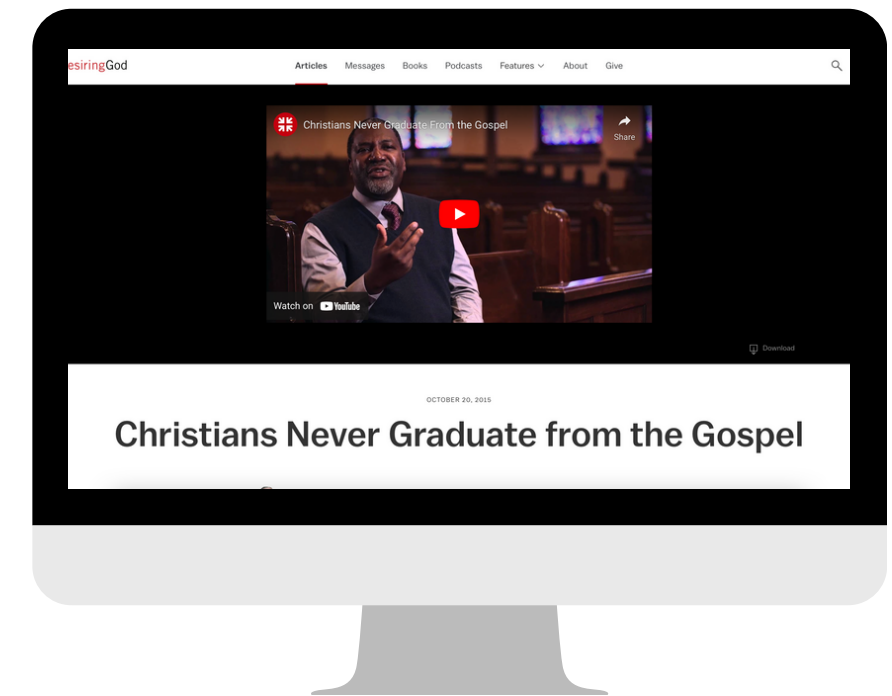 esiringGod
Articles Messages Books Podcasts Features About Give
Christians Never Graduate From the Gospel
Share
Watch on YouTube
Download
OCTOBER 20, 2015
Christians Never Graduate from the Gospel